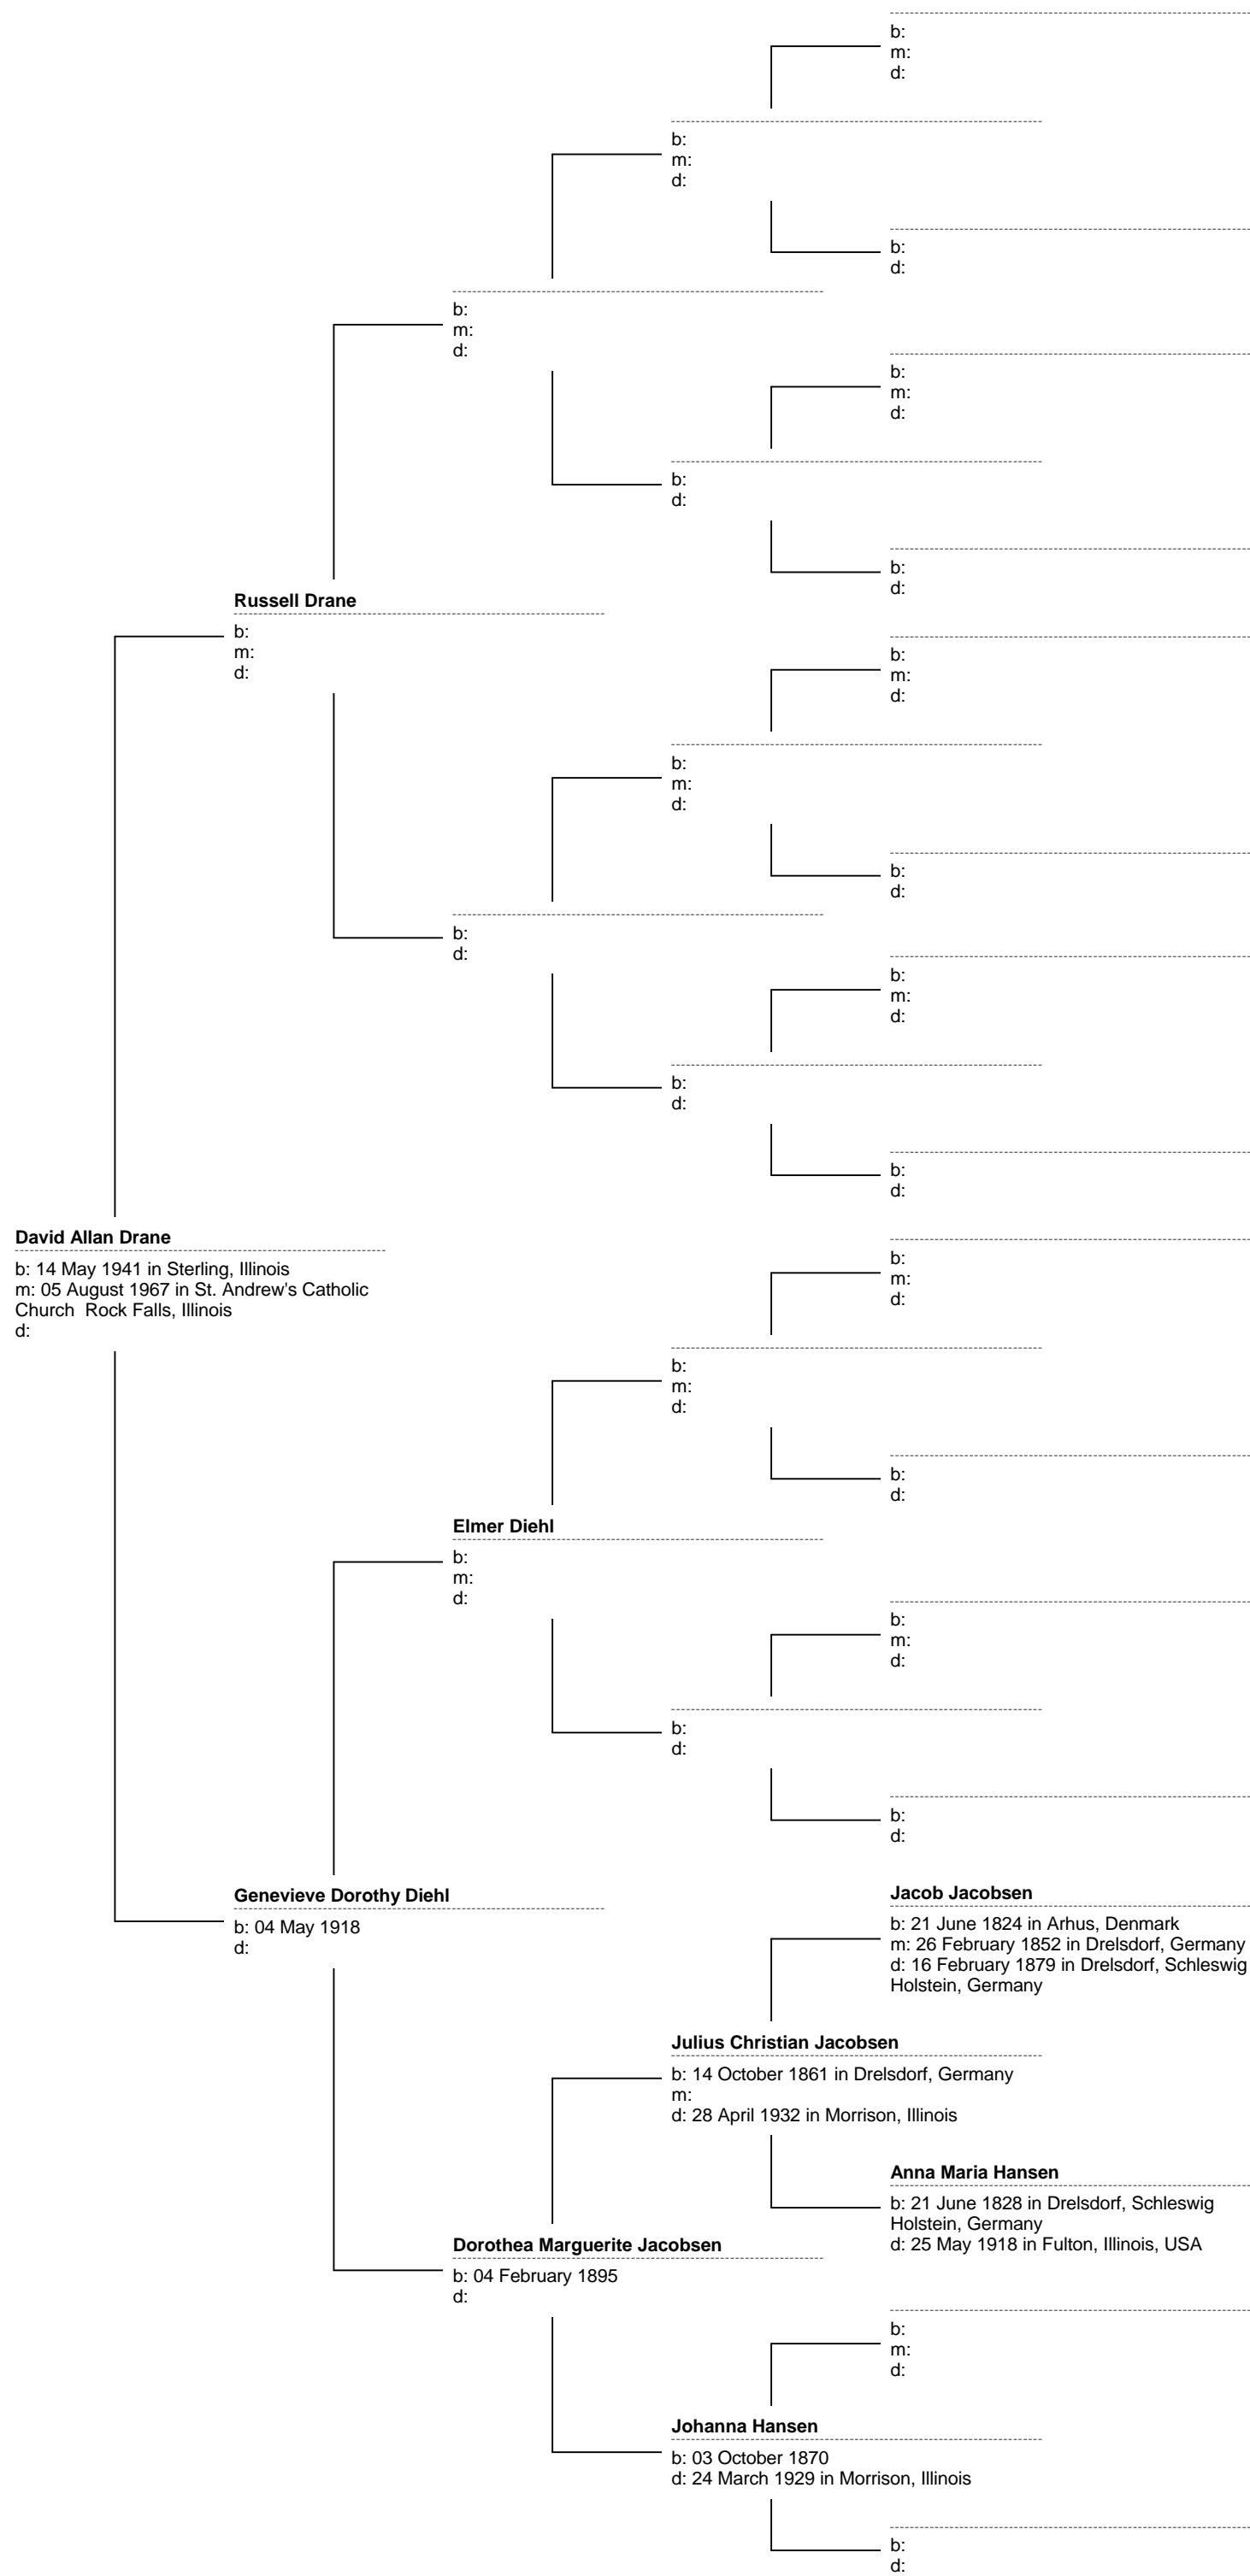 b:
m:
d:
b:
m:
d:
b:
d:
b:
m:
d:
b:
m:
d:
b:
d:
b:
d:
Russell Drane
b:
m:
d:
b:
m:
d:
b:
m:
d:
b:
d:
b:
d:
b:
m:
d:
b:
d:
b:
d:
David Allan Drane
b: 14 May 1941 in Sterling, Illinois
m: 05 August 1967 in St. Andrew's Catholic
Church  Rock Falls, Illinois
d:
b:
m:
d:
b:
m:
d:
b:
d:
Elmer Diehl
b:
m:
d:
b:
m:
d:
b:
d:
b:
d:
Genevieve Dorothy Diehl
b: 04 May 1918
d:
Jacob Jacobsen
b: 21 June 1824 in Arhus, Denmark
m: 26 February 1852 in Drelsdorf, Germany
d: 16 February 1879 in Drelsdorf, Schleswig
Holstein, Germany
Julius Christian Jacobsen
b: 14 October 1861 in Drelsdorf, Germany
m:
d: 28 April 1932 in Morrison, Illinois
Anna Maria Hansen
b: 21 June 1828 in Drelsdorf, Schleswig
Holstein, Germany
d: 25 May 1918 in Fulton, Illinois, USA
Dorothea Marguerite Jacobsen
b: 04 February 1895
d:
b:
m:
d:
Johanna Hansen
b: 03 October 1870
d: 24 March 1929 in Morrison, Illinois
b:
d: